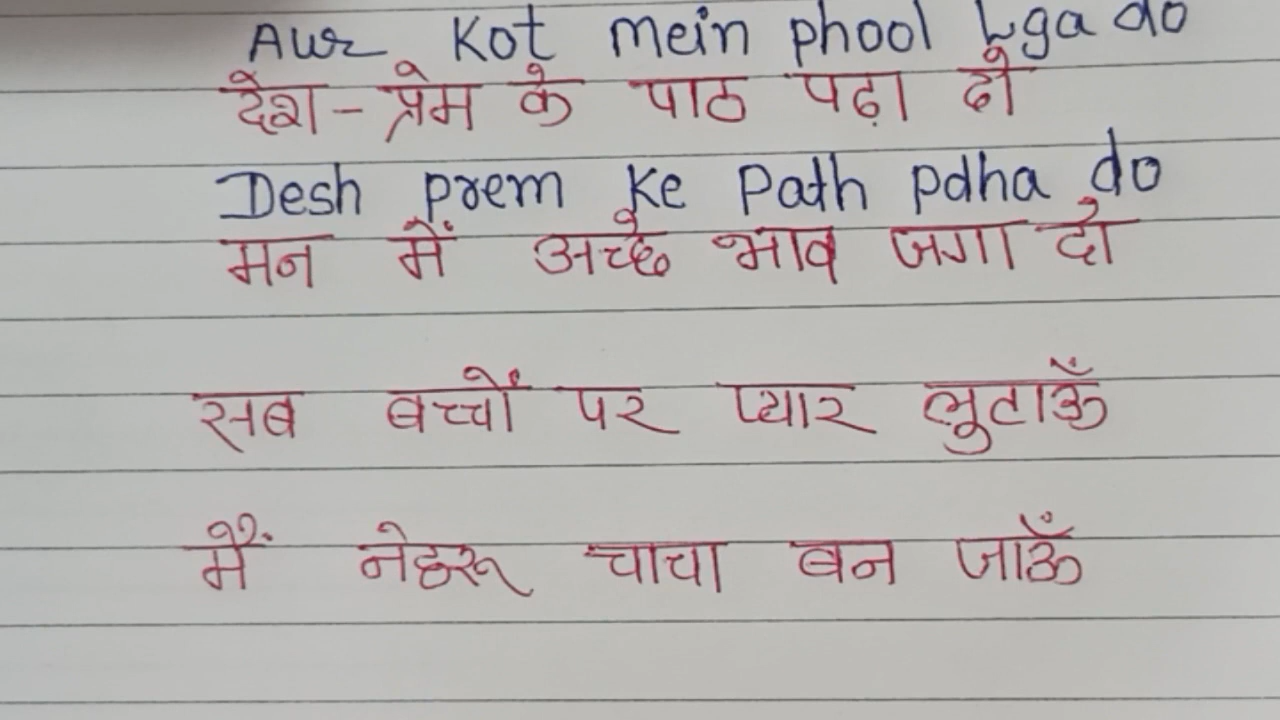 Aur Kot mein phool Lga do
देश - प्रेम के पाठ पढ़ा दो
Desh prem ke Path pdha do
मन में अच्छे भाव जगा दो
सब बच्चों पर प्यार लुटाऊँ
मैं नेहरू चाचा बन जाऊँ